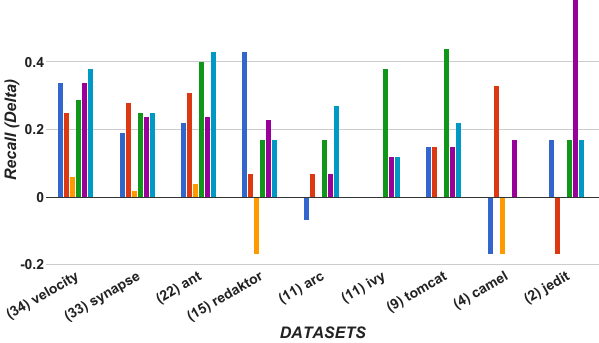 Recall (Delta)
0.4
0.2
0
-0.2
(34) velocity
(33) synapse
(22) ant
(15) redaktor
(11) arc
(11) ivy
(9) tomcat
(4) camel
(2) jedit
DATASETS